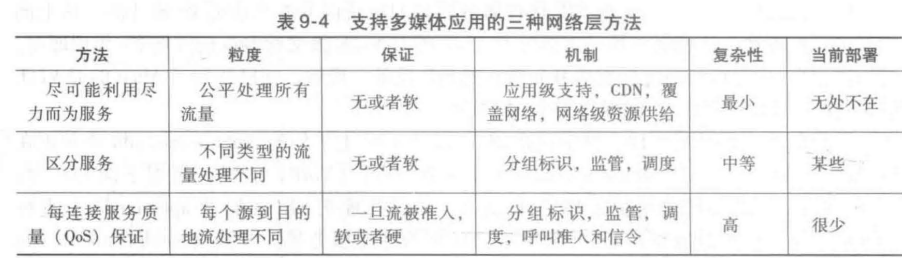 表 9-4 支持多媒体应用的三种网络层方法
方法 粒度 保证 机制 复杂性 当前部署
尽可能利用尽力而为服务 公平处理所有流量 无或者软 应用级支持，CDN，覆盖网络，网络级资源供给 最小 无处不在
区分服务 不同类型的流量处理不同 无或者软 分组标识，监管，调度 中等 某些
每连接服务质量（QoS）保证 每个源到目的地流处理不同 一旦流被准入，软或者硬 分组标识，监管，调度，呼叫准入和信令 高 很少